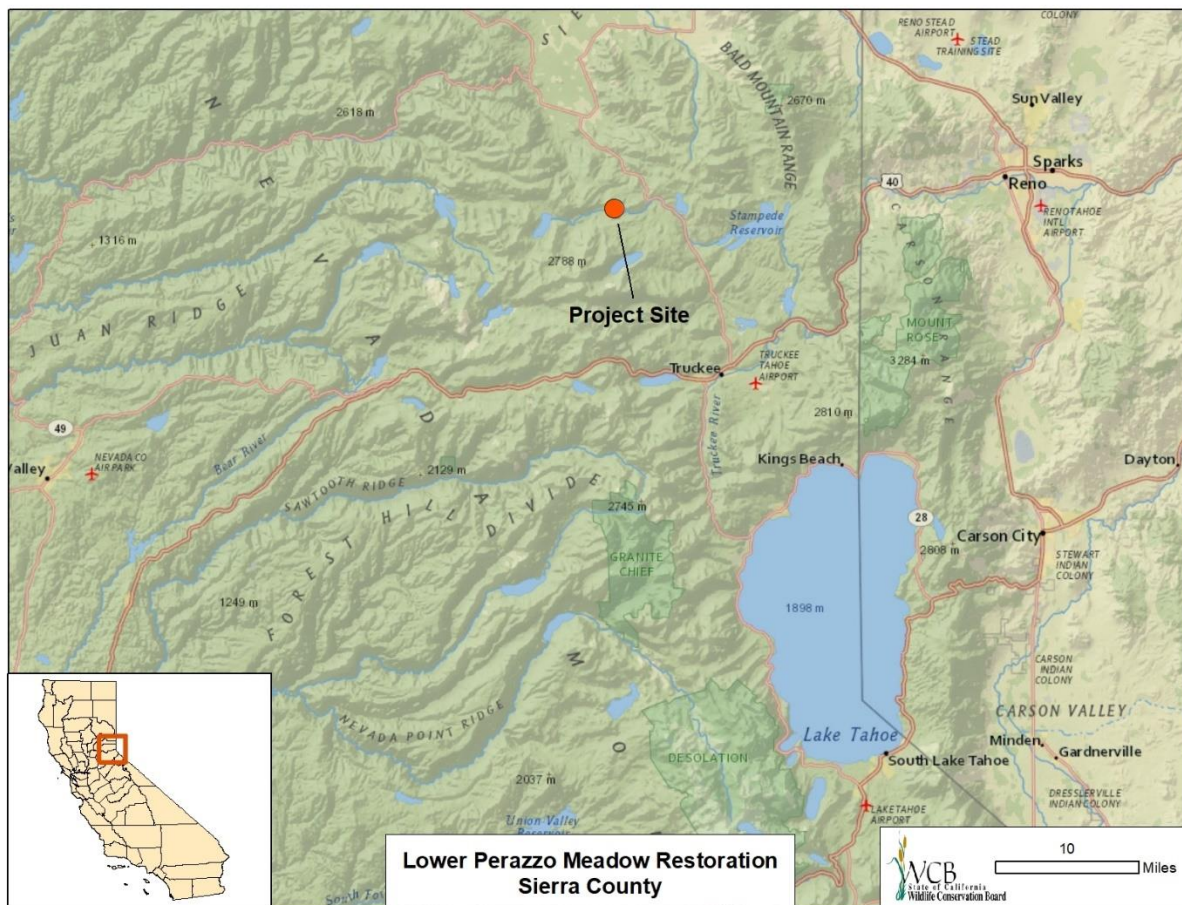 RENO STEAD
AIRPORT
COLONY
STEAD
TRAINING SITE
BALD MOUNTAIN RANGE
2670 m
2618 m
Sun Valley
Sparks
Reno
40
RENO TAHOE
INTL
AIRPORT
Stampede
Reservoir
1316 m
2788 m
Project Site
JUAN RIDGE
NEVADA
CARSON RANGE
MOUNT
ROSE
3284 m
Truckee
TRUCKEE
TAHOE
AIRPORT
2810 m
49
NEVADA CO
AIR PARK
Valley
Bear River
Truckee River
2129 m
SAWTOOTH RIDGE
Kings Beach
Dayton
FOREST HILL DIVIDE
2745 m
28
Carson City
2808 m
GRANITE
CHIEF
STEWART
INDIAN
COLONY
1249 m
1898 m
CARSON
INDIAN
COLONY
NEVADA POINT RIDGE
CARSON VALLEY
Lake Tahoe
Minden
Gardnerville
South Lake Tahoe
DESOLATION
2037 m
DRESSLERVILLE
INDIAN COLONY
LAKE TAHOE
AIRPORT
Union Valley
Reservoir
Lower Perazzo Meadow Restoration
Sierra County
WCB
State of California
Wildlife Conservation Board
10
Miles